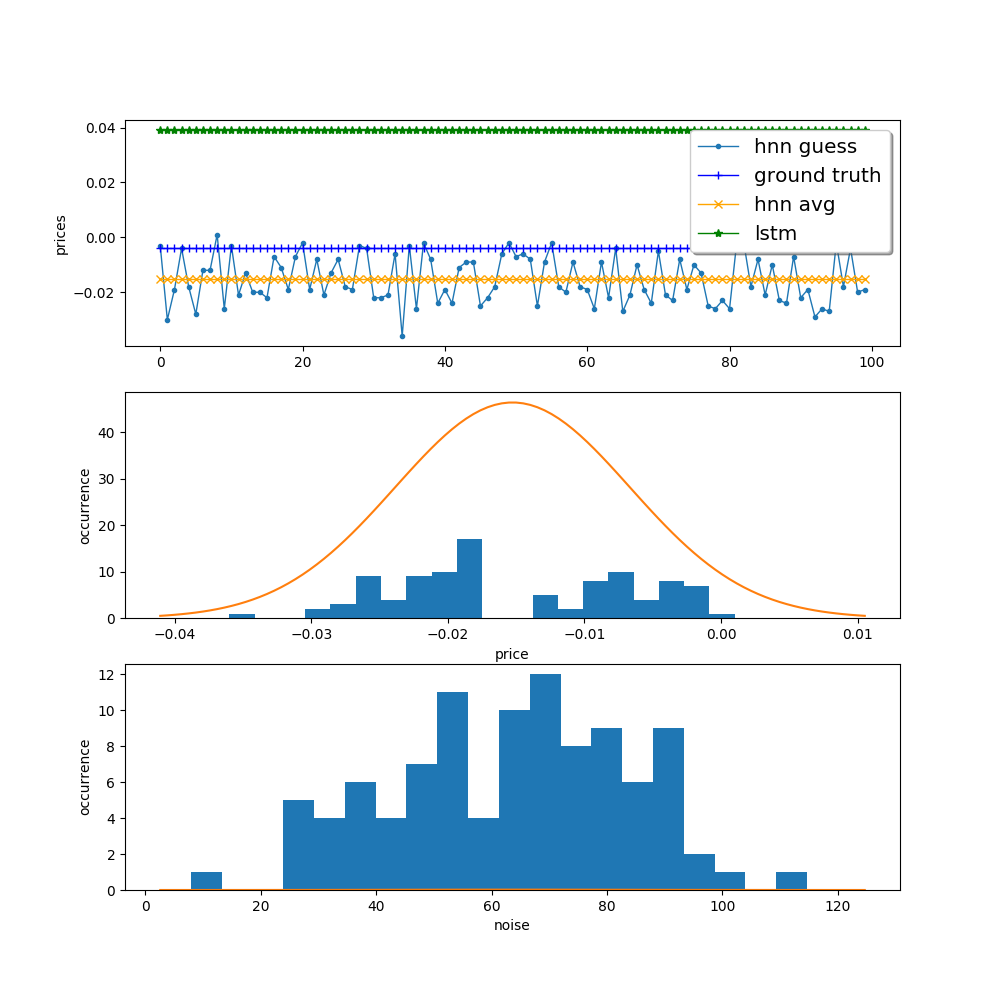 0.04
0.02
0.00
−0.02
prices
hnn guess
ground truth
hnn avg
lstm
0 20 40 60 80 100
40
30
20
10
0
occurrence
−0.04 −0.03 −0.02 −0.01 0.00 0.01
price
12
10
8
6
4
2
0
occurrence
0 20 40 60 80 100 120
noise